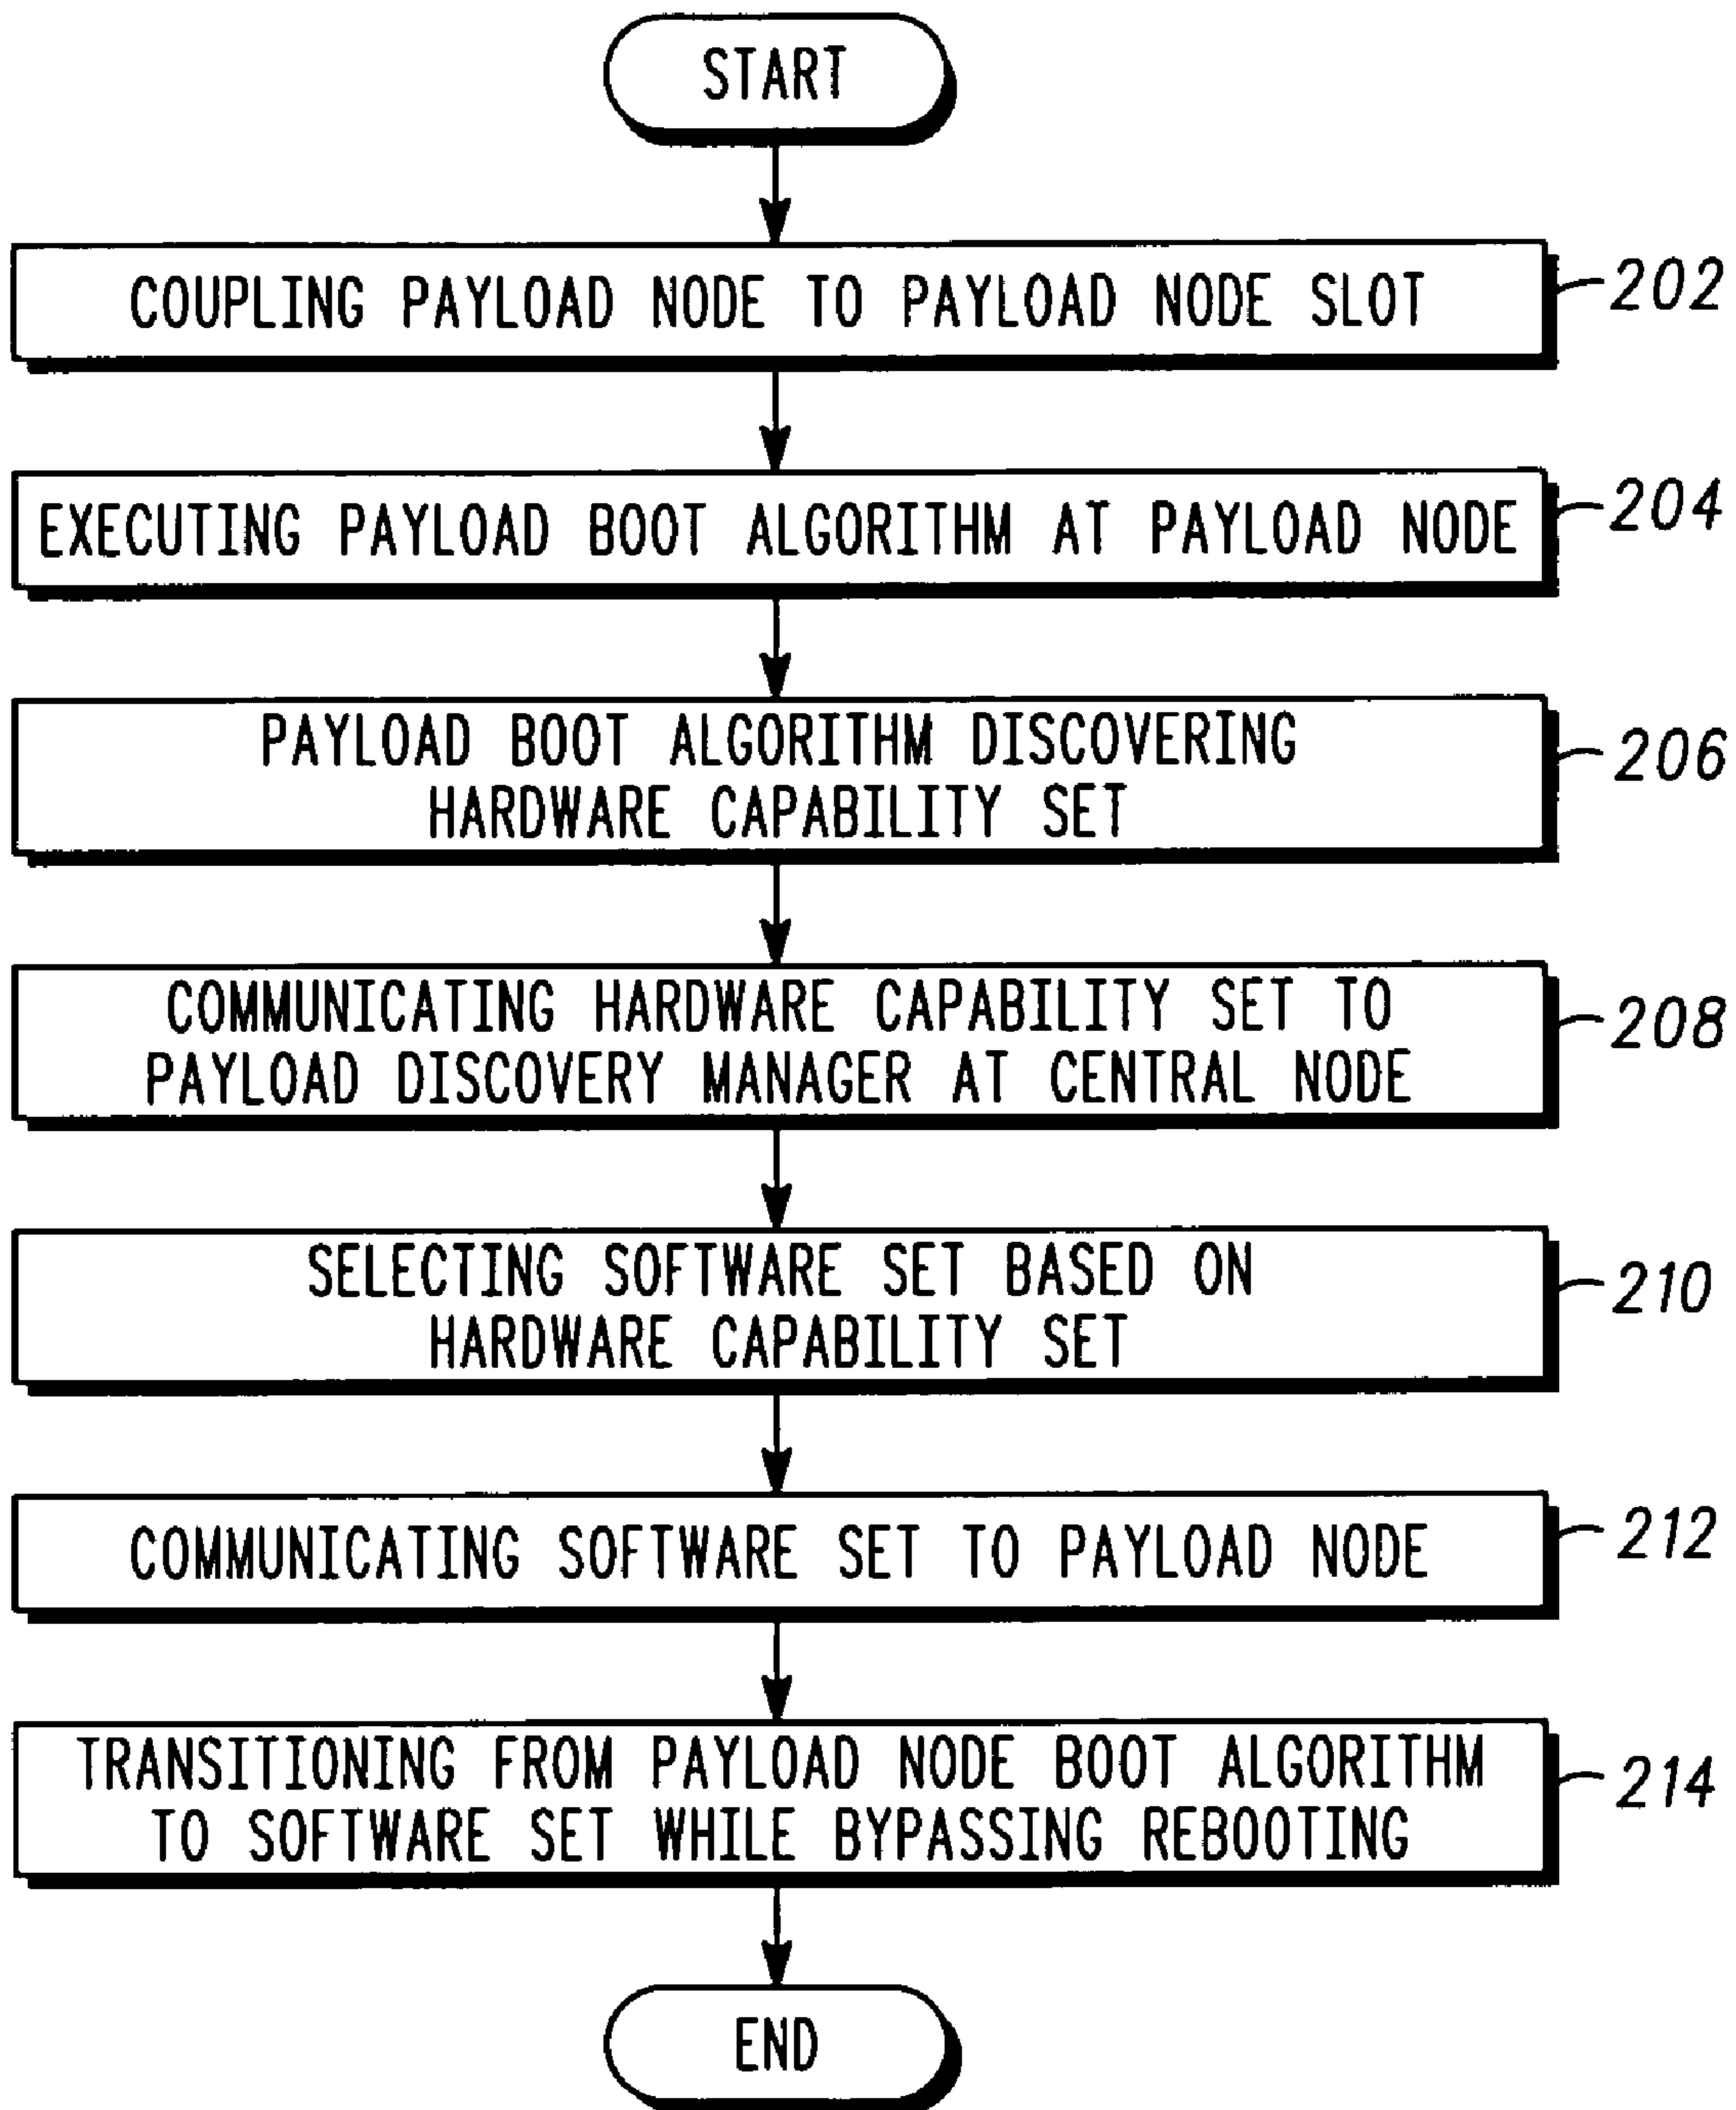 START
COUPLING PAYLOAD NODE TO PAYLOAD NODE SLOT
202
EXECUTING PAYLOAD BOOT ALGORITHM AT PAYLOAD NODE
204
PAYLOAD BOOT ALGORITHM DISCOVERING
HARDWARE CAPABILITY SET
206
COMMUNICATING HARDWARE CAPABILITY SET TO
PAYLOAD DISCOVERY MANAGER AT CENTRAL NODE
208
SELECTING SOFTWARE SET BASED ON
HARDWARE CAPABILITY SET
210
COMMUNICATING SOFTWARE SET TO PAYLOAD NODE
212
TRANSITIONING FROM PAYLOAD NODE BOOT ALGORITHM
TO SOFTWARE SET WHILE BYPASSING REBOOTING
214
END